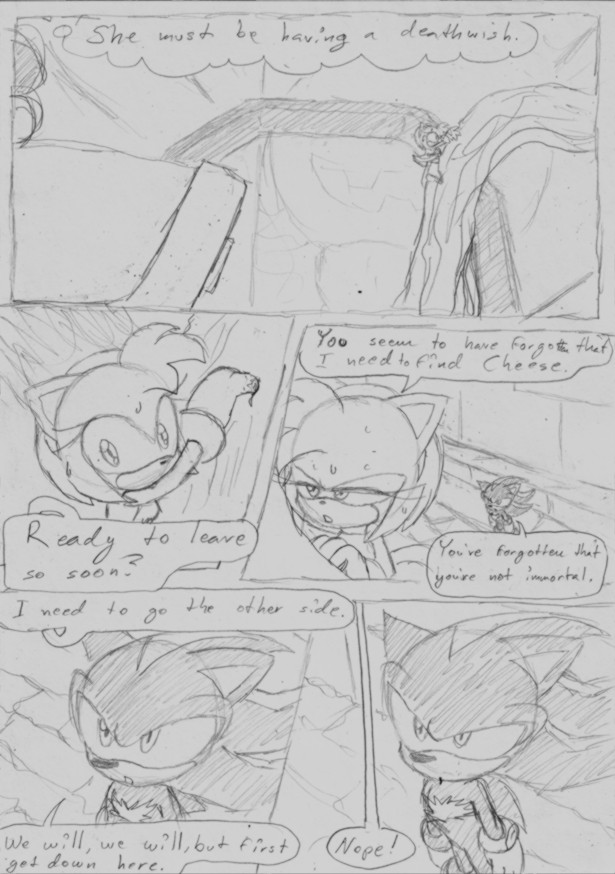 She must be having a deathwish.
You seem to have forgotten that
I need to find Cheese.
Ready to leave
so soon?
You've forgotten that
you're not immortal.
I need to go the other side.
We will, we will, but first
get down here.
Nope!